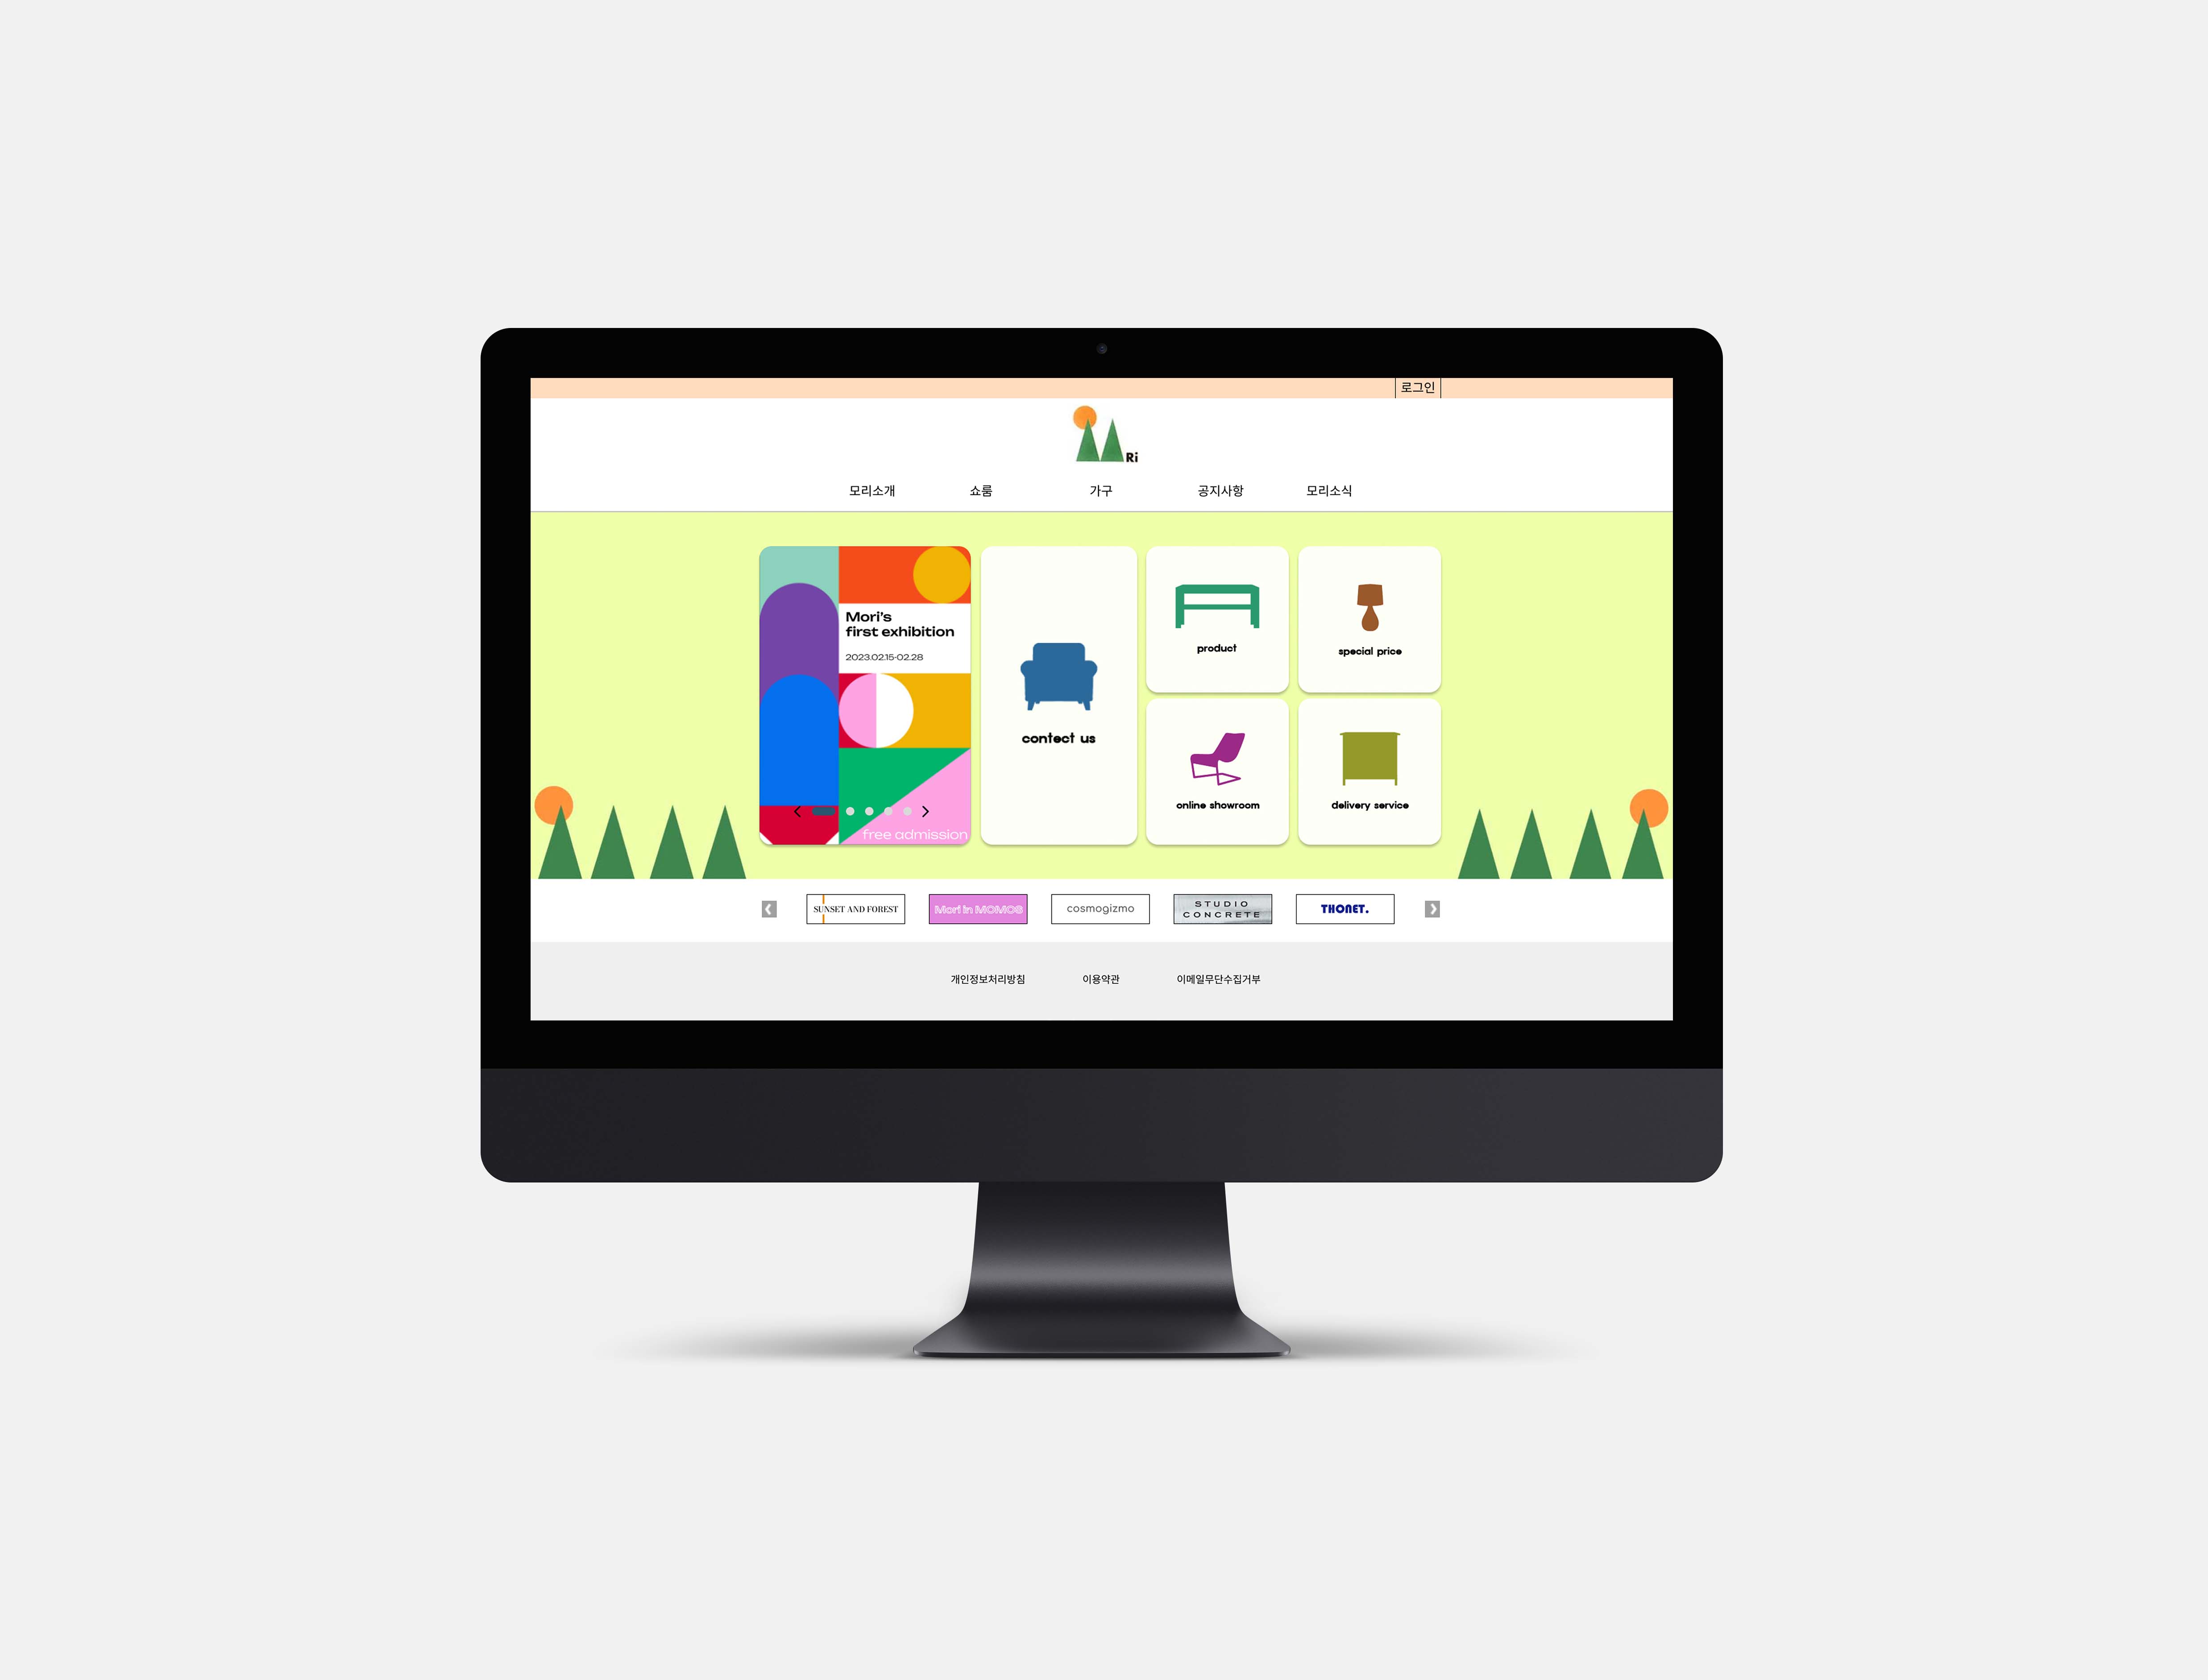 로그인
Ri
모리소개
쇼룸
가구
공지사항
모리소식
Mori's
first exhibition
2023.02.15-02.28
free admission
contect us
product
special price
online showroom
delivery service
SUNSET AND FOREST
Mori in MOMOS
cosmogizmo
STUDIO
CONCRETE
THONET.
개인정보처리방침
이용약관
이메일무단수집거부